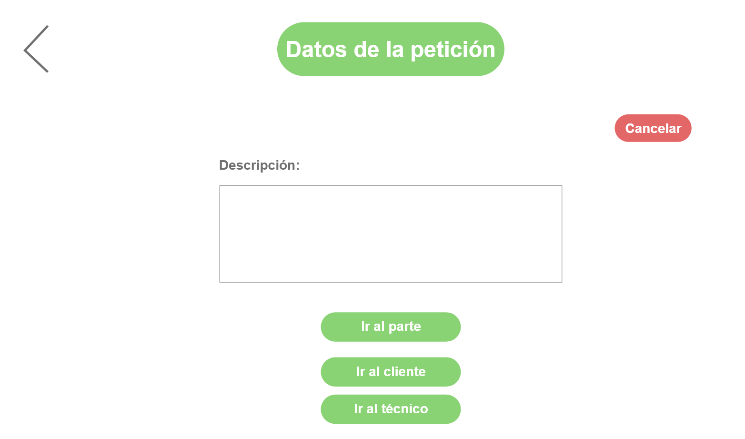 Datos de la petición
Cancelar
Descripción:
Ir al parte
Ir al cliente
Ir al técnico